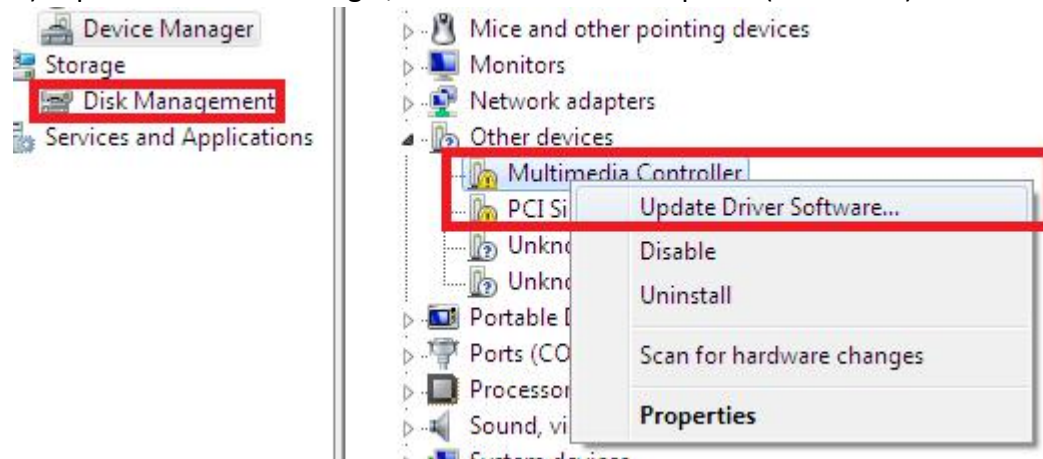 Device Manager
Storage
Disk Management
Services and Applications
Mice and other pointing devices
Monitors
Network adapters
Other devices
Multimedia Controller
PCI Si
Unkno
Unkno
Portable
Ports (CO
Processor
Sound, vi
Update Driver Software...
Disable
Uninstall
Scan for hardware changes
Properties